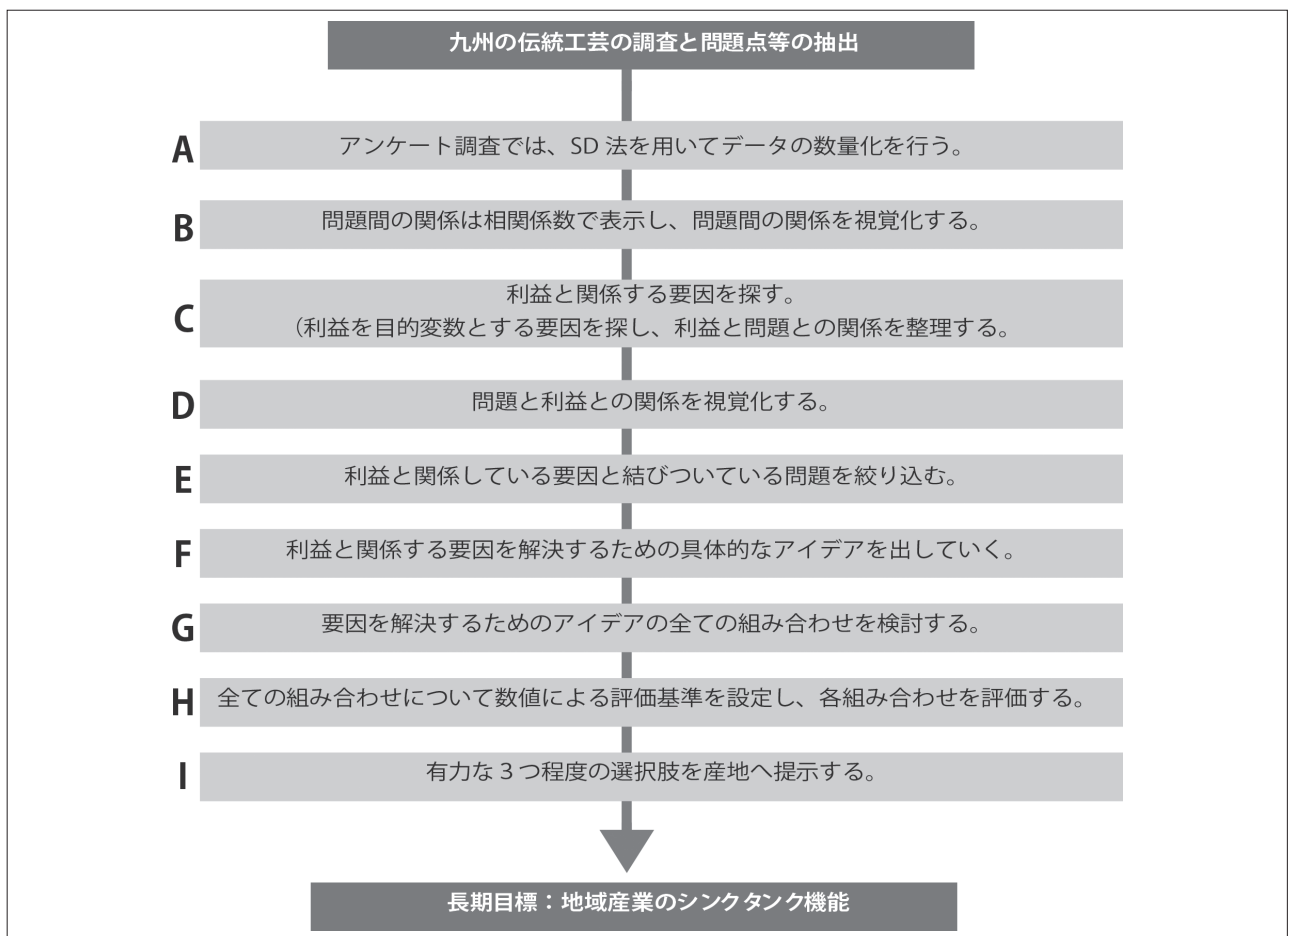 九州の伝統工芸の調査と問題点等の抽出
A アンケート調査では、SD 法を用いてデータの数量化を行う。
B 問題間の関係は相関係数で表示し、問題間の関係を視覚化する。
C 利益と関係する要因を探す。
（利益を目的変数とする要因を探し、利益と問題との関係を整理する。
D 問題と利益との関係を視覚化する。
E 利益と関係している要因と結びついている問題を絞り込む。
F 利益と関係する要因を解決するための具体的なアイデアを出していく。
G 要因を解決するためのアイデアの全ての組み合わせを検討する。
H 全ての組み合わせについて数値による評価基準を設定し、各組み合わせを評価する。
I 有力な 3 つ程度の選択肢を産地へ提示する。
長期目標：地域産業のシンクタンク機能